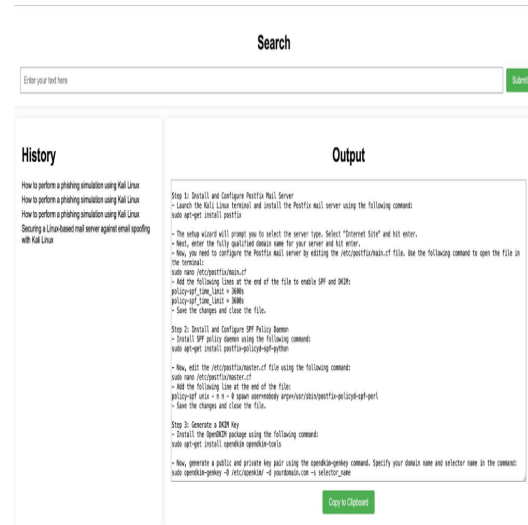 Search
Enter your text here
Submit
History
How to perform a phishing simulation using Kali Linux
How to perform a phishing simulation using Kali Linux
How to perform a phishing simulation using Kali Linux
Securing a Linux-based mail server against email spoofing
with Kali Linux
Output
Step 1: Install and Configure Postfix Mail Server
- Launch the Kali Linux terminal and install the Postfix mail server using the following command:
sudo apt-get install postfix
- The setup wizard will prompt you to select the server type. Select "Internet Site" and hit enter.
- Next, enter the fully qualified domain name for your server and hit enter.
- Now, you need to configure the Postfix mail server by editing the /etc/postfix/main.cf file. Use the following command to open the file in
the terminal:
sudo nano /etc/postfix/main.cf
- Add the following lines at the end of the file to enable SPF and DKIM:
policy-spf_time_limit = 3600s
policy-spf_time_limit = 3600s
- Save the changes and close the file.
Step 2: Install and Configure SPF Policy Daemon
- Install SPF policy daemon using the following command:
sudo apt-get install postfix-policyd-spf-python
- Now, edit the /etc/postfix/master.cf file using the following command:
sudo nano /etc/postfix/master.cf
- Add the following line at the end of the file:
policy-spf unix - n n - 0 spawn user=nobody argv=/usr/sbin/postfix-policyd-spf-perl
- Save the changes and close the file.
Step 3: Generate a DKIM Key
- Install the OpenDKIM package using the following command:
sudo apt-get install opendkim opendkim-tools
- Now, generate a public and private key pair using the opendkim-genkey command. Specify your domain name and selector name in the command:
sudo opendkim-genkey -D /etc/openkim/ -d yourdomain.com -s selector_name
Copy to Clipboard